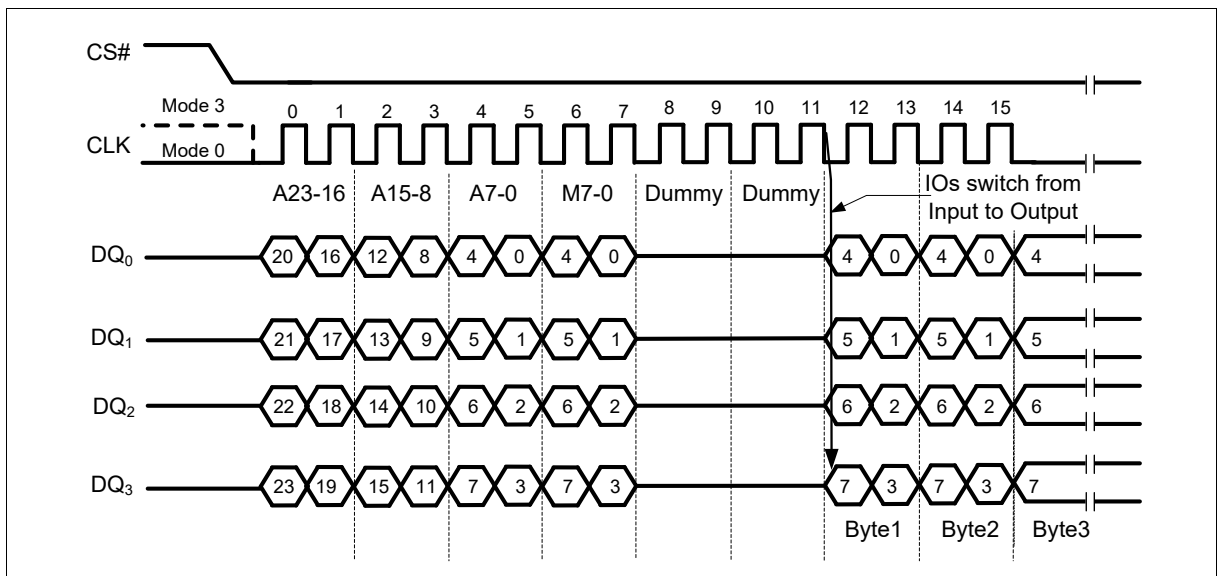 CS#
Mode 3
0 1 2 3 4 5 6 7 8 9 10 11 12 13 14 15
CLK
Mode 0
A23-16 A15-8 A7-0 M7-0 Dummy Dummy
IOs switch from
Input to Output
DQ0 20 16 12 8 4 0 4 0 4 0 4 0 4
DQ1 21 17 13 9 5 1 5 1 5 1 5 1 5
DQ2 22 18 14 10 6 2 6 2 6 2 6 2 6
DQ3 23 19 15 11 7 3 7 3 7 3 7 3 7
Byte1 Byte2 Byte3